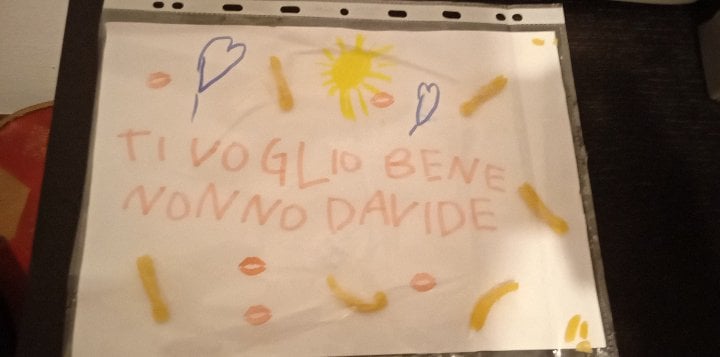 TI VOGLIO BENE
NONNO DAVIDE